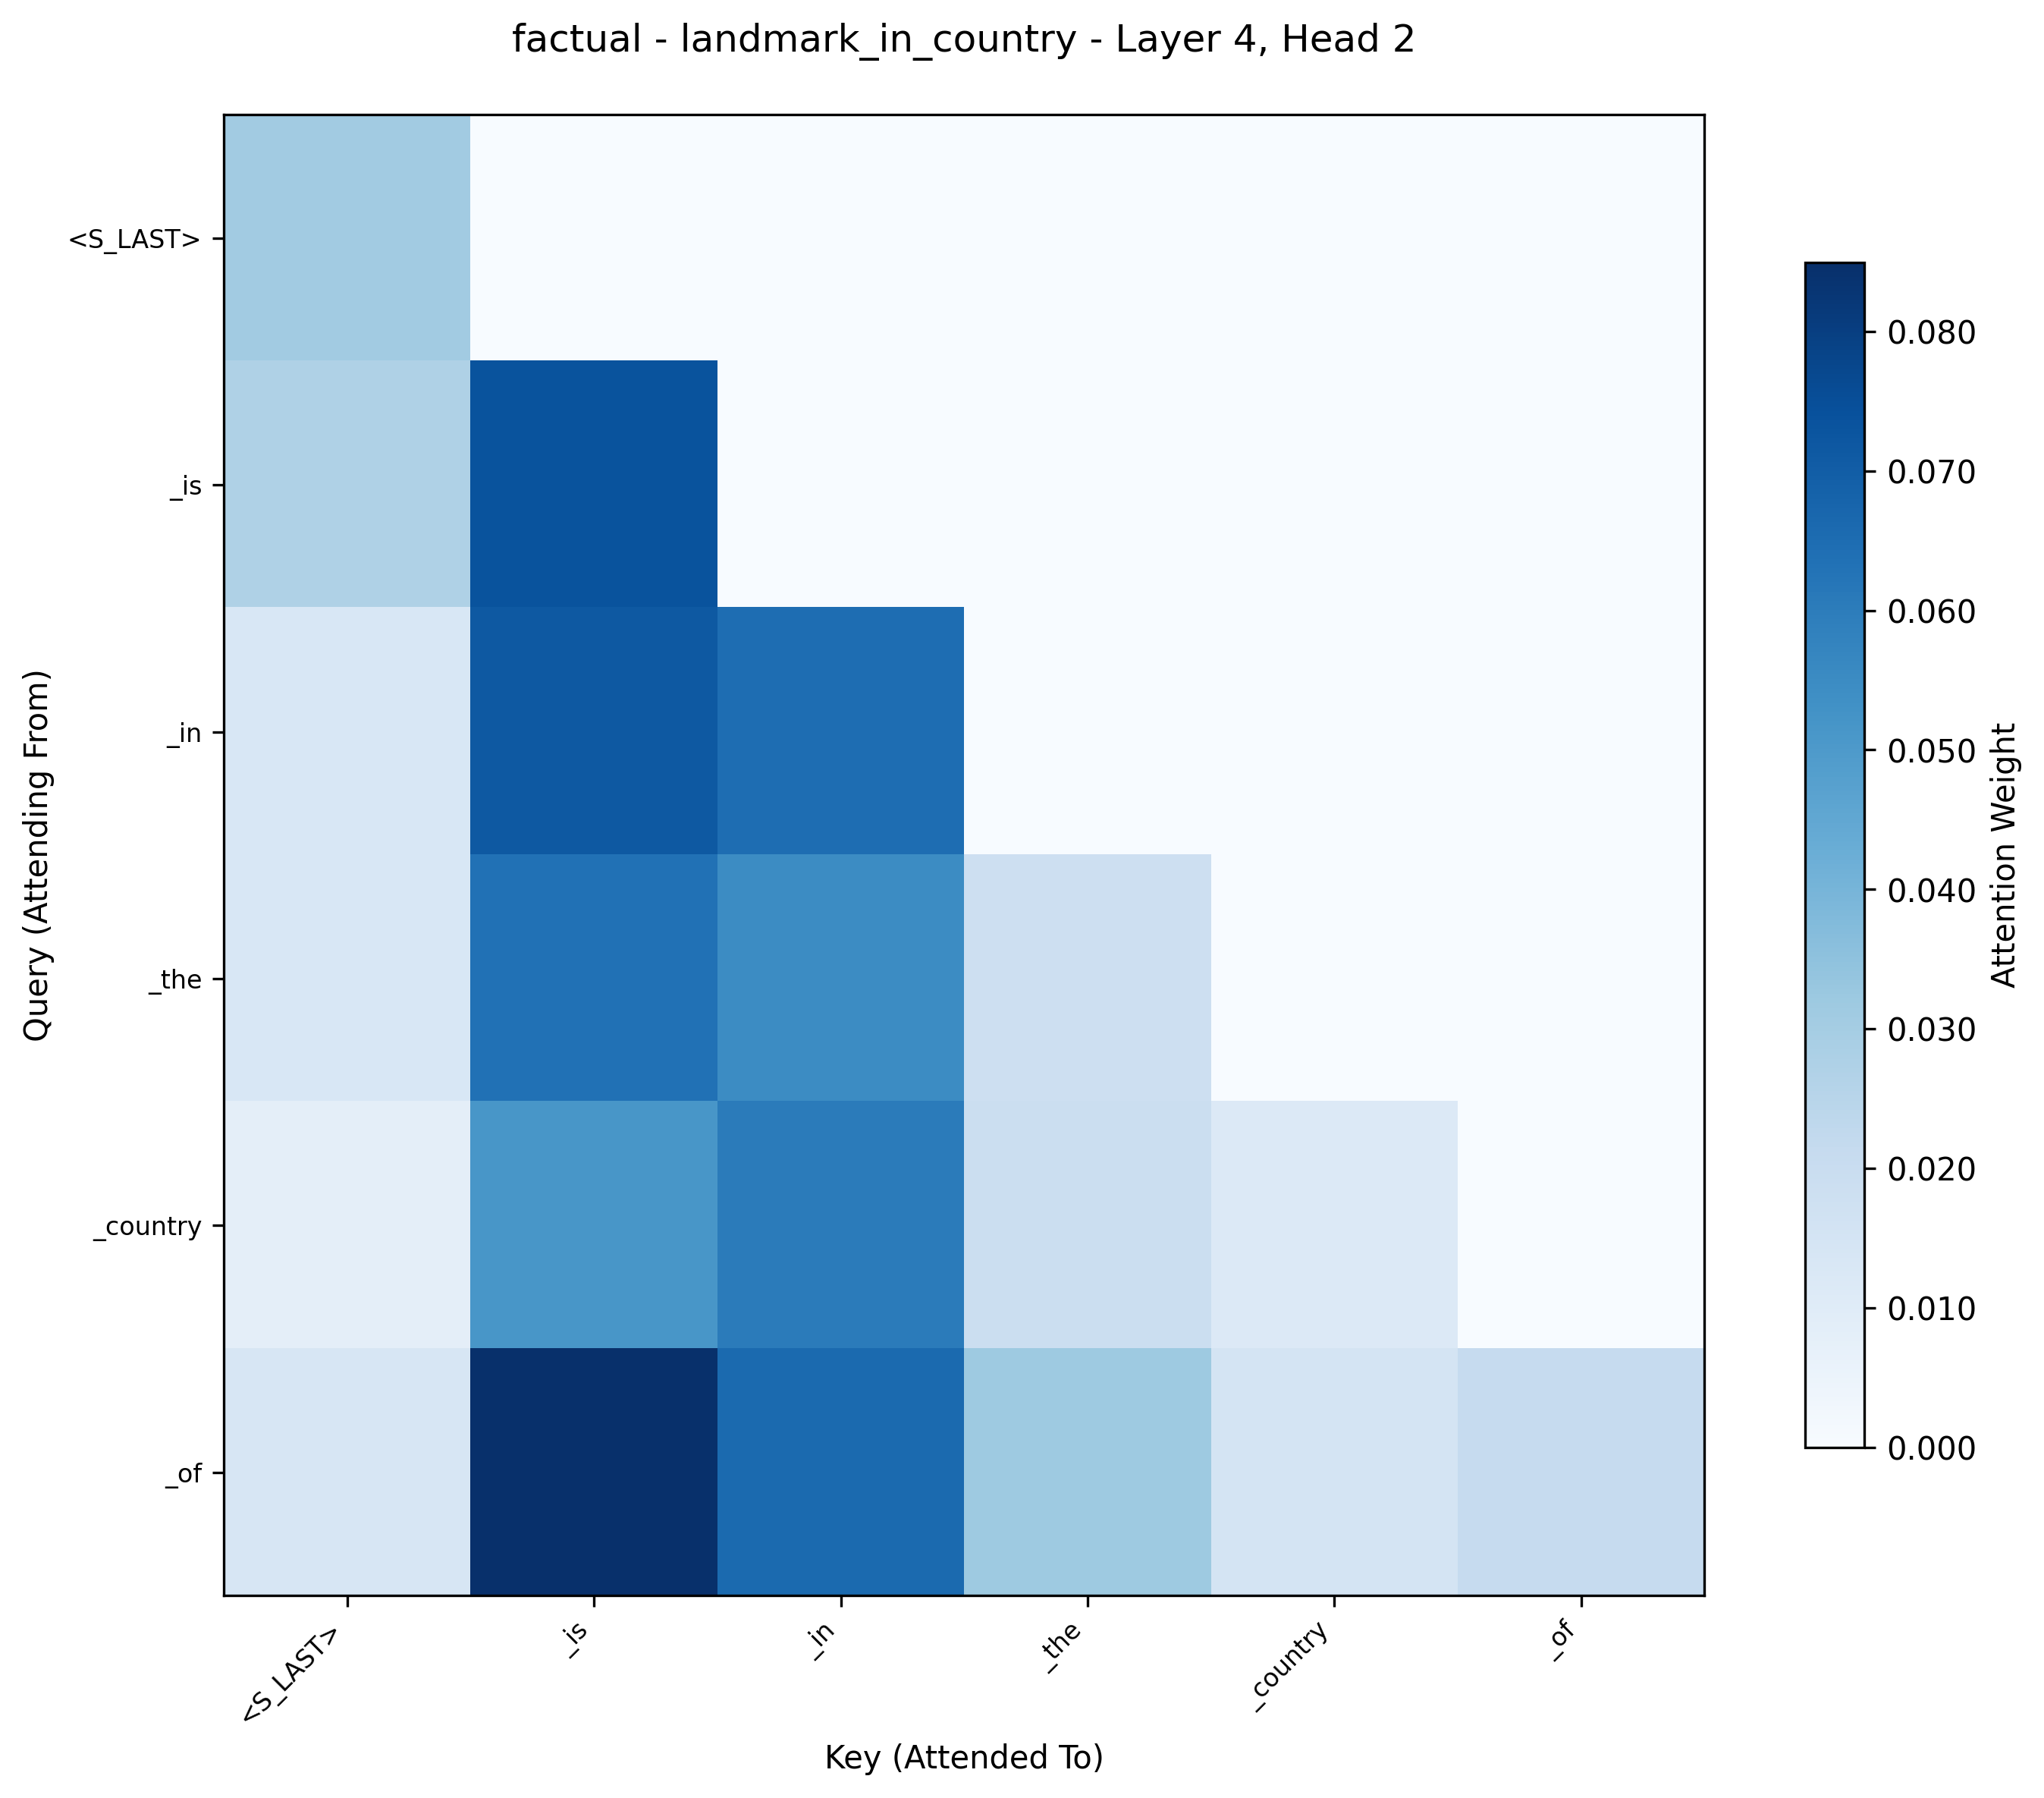 factual - landmark_in_country - Layer 4, Head 2
Query (Attending From)
<S_LAST>
_is
_in
_the
_country
_of
<S_LAST>
_is
_in
_the
_country
_of
Key (Attended To)
0.080
0.070
0.060
0.050
0.040
0.030
0.020
0.010
0.000
Attention Weight